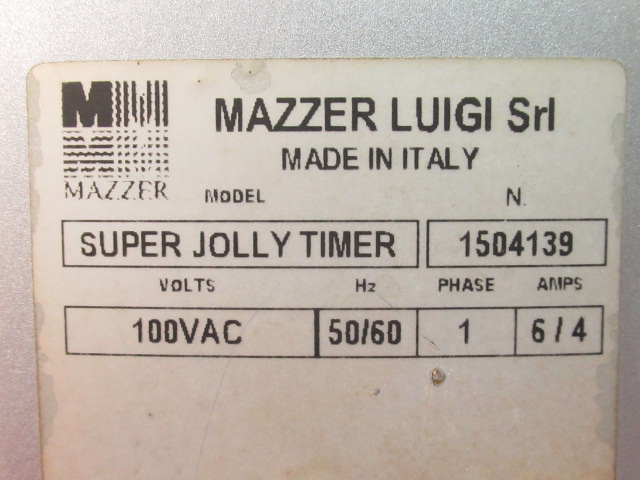 M
MAZZER
MAZZER LUIGI Srl
MADE IN ITALY
MODEL N.
SUPER JOLLY TIMER 1504139
VOLTS Hz PHASE AMPS
100VAC 50/60 1 6/4